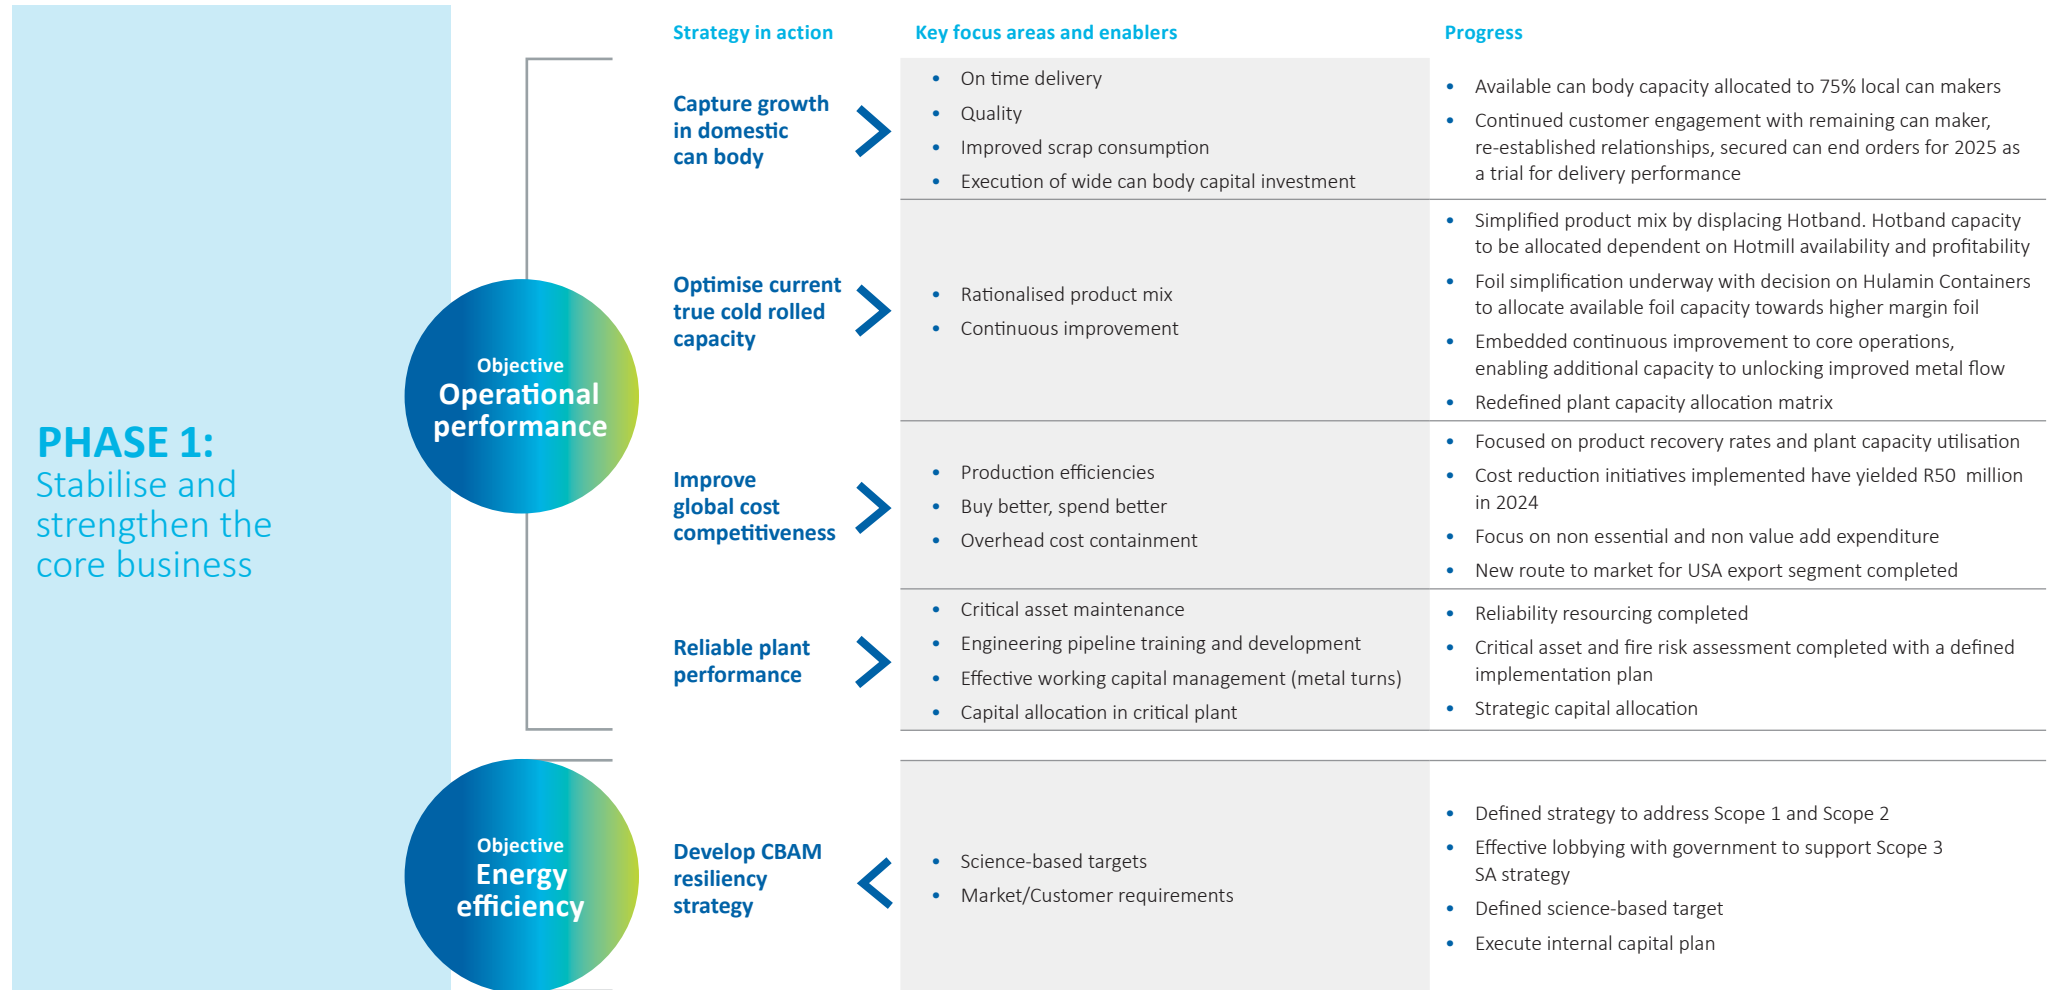 Strategy in action
Key focus areas and enablers
Progress
PHASE 1:
Stabilise and
strengthen the
core business
Objective
Operational
performance
Capture growth
in domestic
can body
• On time delivery
• Quality
• Improved scrap consumption
• Execution of wide can body capital investment
• Available can body capacity allocated to 75% local can makers
• Continued customer engagement with remaining can maker,
re-established relationships, secured can end orders for 2025 as
a trial for delivery performance
Optimise current
true cold rolled
capacity
• Rationalised product mix
• Continuous improvement
• Simplified product mix by displacing Hotband. Hotband capacity
to be allocated dependent on Hotmill availability and profitability
• Foil simplification underway with decision on Hulamin Containers
to allocate available foil capacity towards higher margin foil
• Embedded continuous improvement to core operations,
enabling additional capacity to unlocking improved metal flow
• Redefined plant capacity allocation matrix
Improve
global cost
competitiveness
• Production efficiencies
• Buy better, spend better
• Overhead cost containment
• Focused on product recovery rates and plant capacity utilisation
• Cost reduction initiatives implemented have yielded R50 million
in 2024
• Focus on non essential and non value add expenditure
• New route to market for USA export segment completed
Reliable plant
performance
• Critical asset maintenance
• Engineering pipeline training and development
• Effective working capital management (metal turns)
• Capital allocation in critical plant
• Reliability resourcing completed
• Critical asset and fire risk assessment completed with a defined
implementation plan
• Strategic capital allocation
Objective
Energy
efficiency
Develop CBAM
resiliency
strategy
• Science-based targets
• Market/Customer requirements
• Defined strategy to address Scope 1 and Scope 2
• Effective lobbying with government to support Scope 3
SA strategy
• Defined science-based target
• Execute internal capital plan